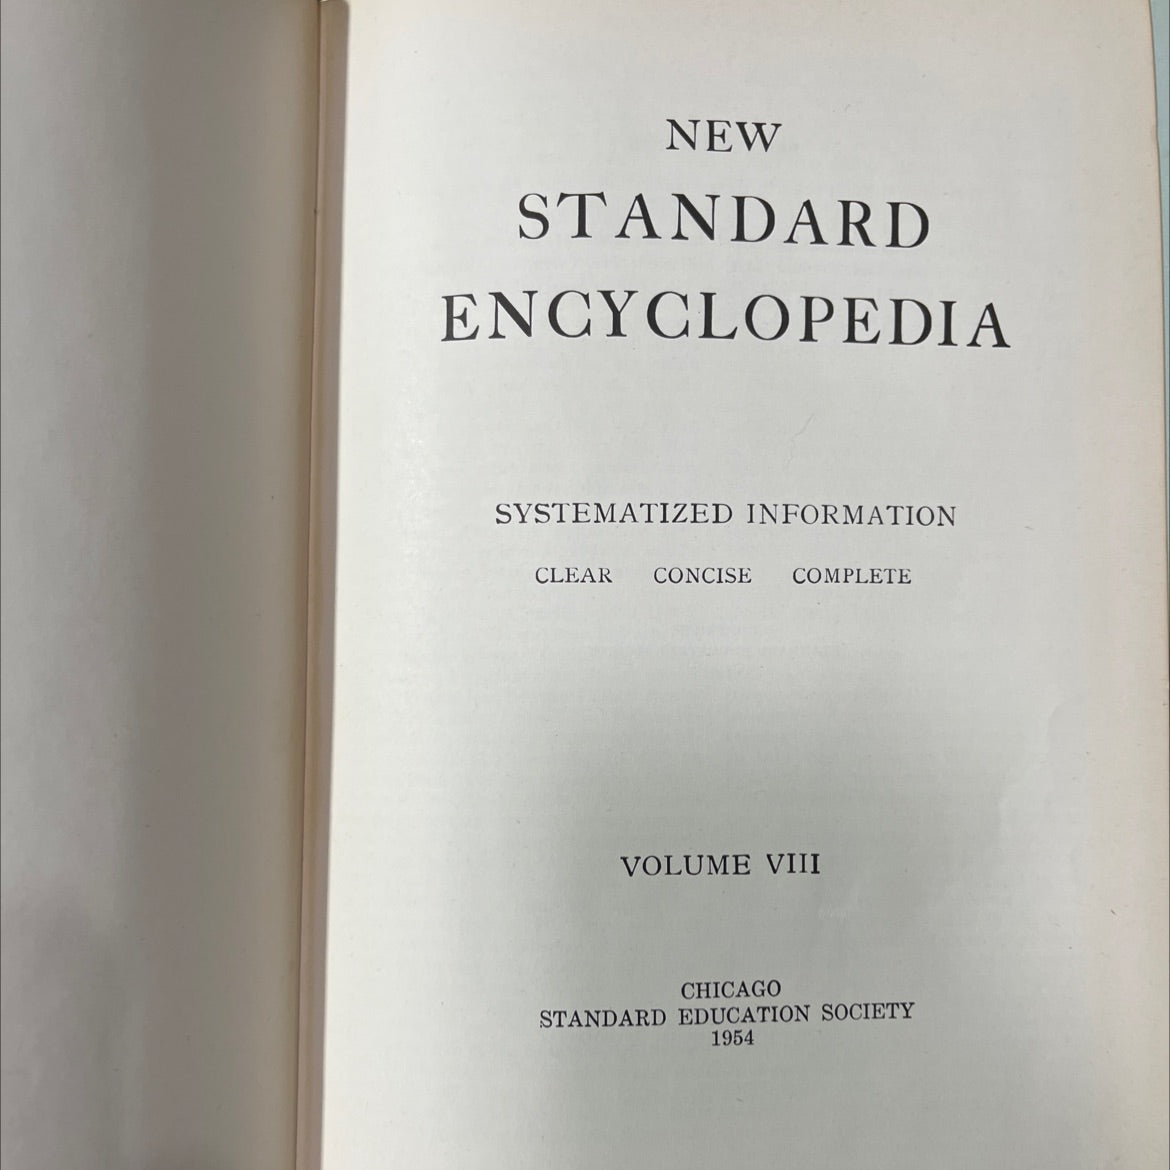 NEW
STANDARD
ENCYCLOPEDIA
SYSTEMATIZED INFORMATION
CLEAR CONCISE COMPLETE
VOLUME VIII
CHICAGO
STANDARD EDUCATION SOCIETY
1954